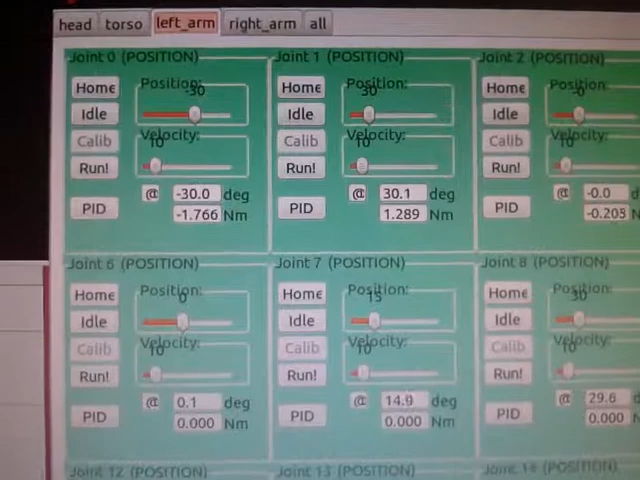 head torso left_arm right_arm all
Joint 0 (POSITION) Joint 1 (POSITION) Joint 2 (POSITION)
Home Position: -30 Home Position: 30 Home Position: -0
Idle Idle Idle
Calib Velocity: 10 Calib Velocity: 10 Calib Velocity: 10
Run! Run! Run!
@ -30.0 deg @ 30.1 deg @ -0.0 d
PID -1.766 Nm PID 1.289 Nm PID -0.205 N
Joint 6 (POSITION) Joint 7 (POSITION) Joint 8 (POSITION)
Home Position: 0 Home Position: 15 Home Position: 30
Idle Idle Idle
Calib Velocity: 10 Calib Velocity: 10 Calib Velocity: 10
Run! Run! Run!
@ 0.1 deg @ 14.9 deg @ 29.6 d
PID 0.000 Nm PID 0.000 Nm PID 0.000 N
Joint 12 (POSITION) Joint 13 (POSITION) Joint 14 (POSITION)